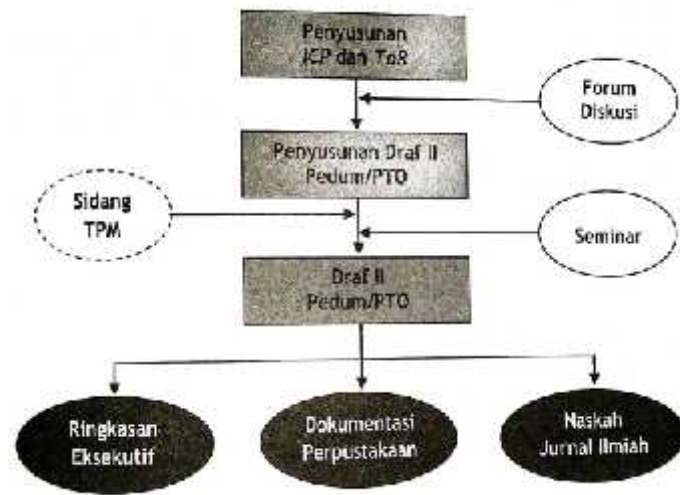 Penyusunan
ICP dan ToR
Forum
Diskusi
Penyusunan Draf II
Pedum/PTO
Sidang
TPM
Seminar
Draf II
Pedum/PTO
Ringkasan
Eksekutif
Dokumentasi
Perpustakaan
Naskah
Jurnal Ilmiah